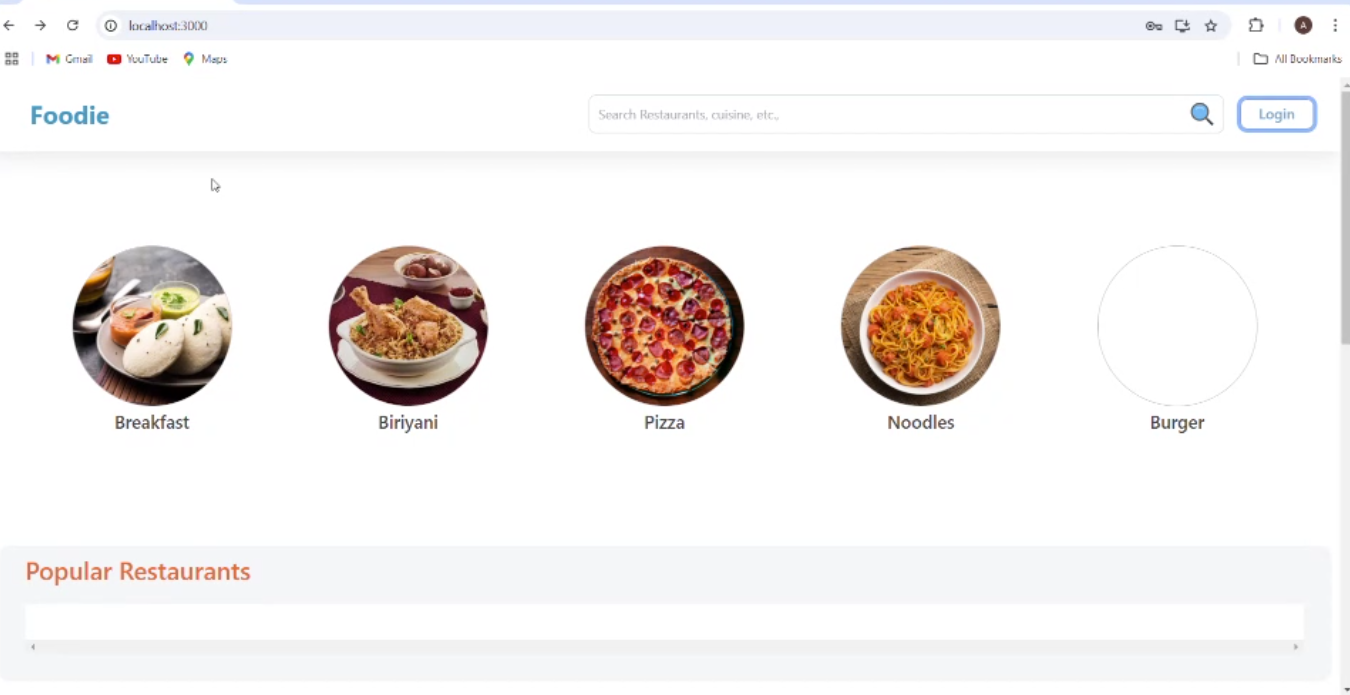 localhost:3000
A
Gmail YouTube Maps All Bookmarks
Foodie Search Restaurants, cuisine, etc., Login
Breakfast Biriyani Pizza Noodles Burger
Popular Restaurants